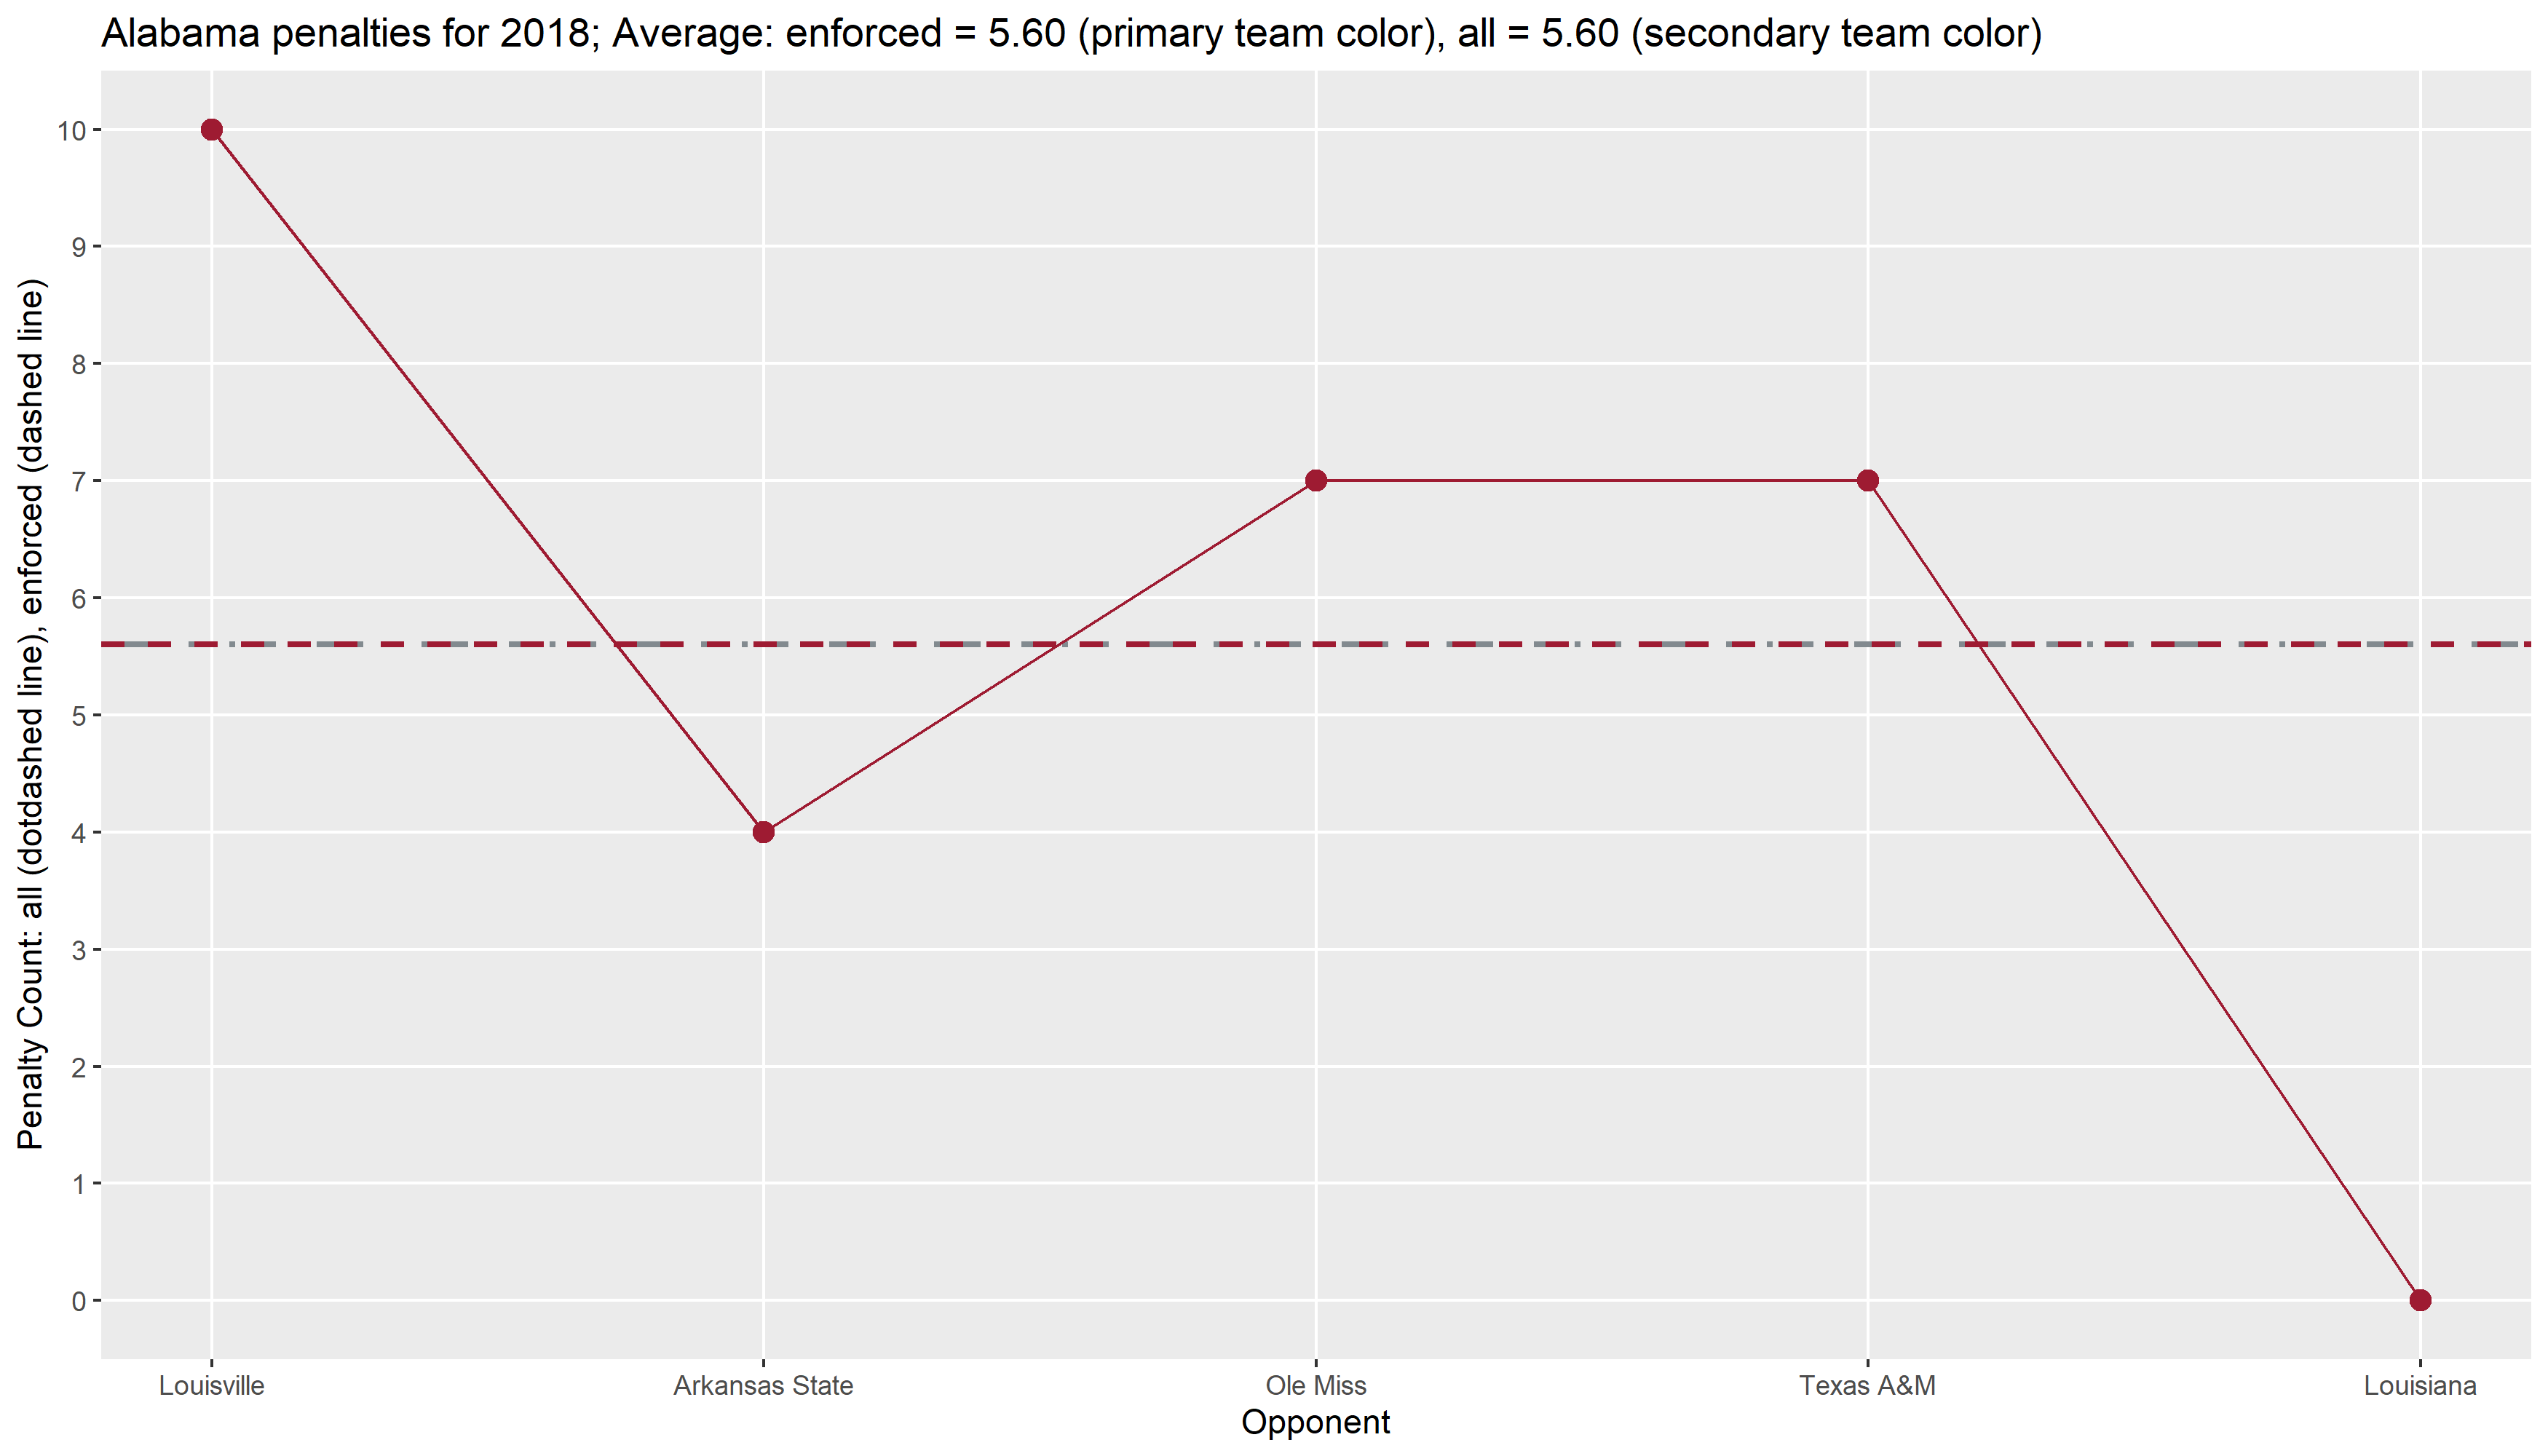 Alabama penalties for 2018; Average: enforced = 5.60 (primary team color), all = 5.60 (secondary team color)
Penalty Count: all (dotdashed line), enforced (dashed line)
10
9
8
7
6
5
4
3
2
1
0
Louisville
Arkansas State
Ole Miss
Texas A&M
Louisiana
Opponent